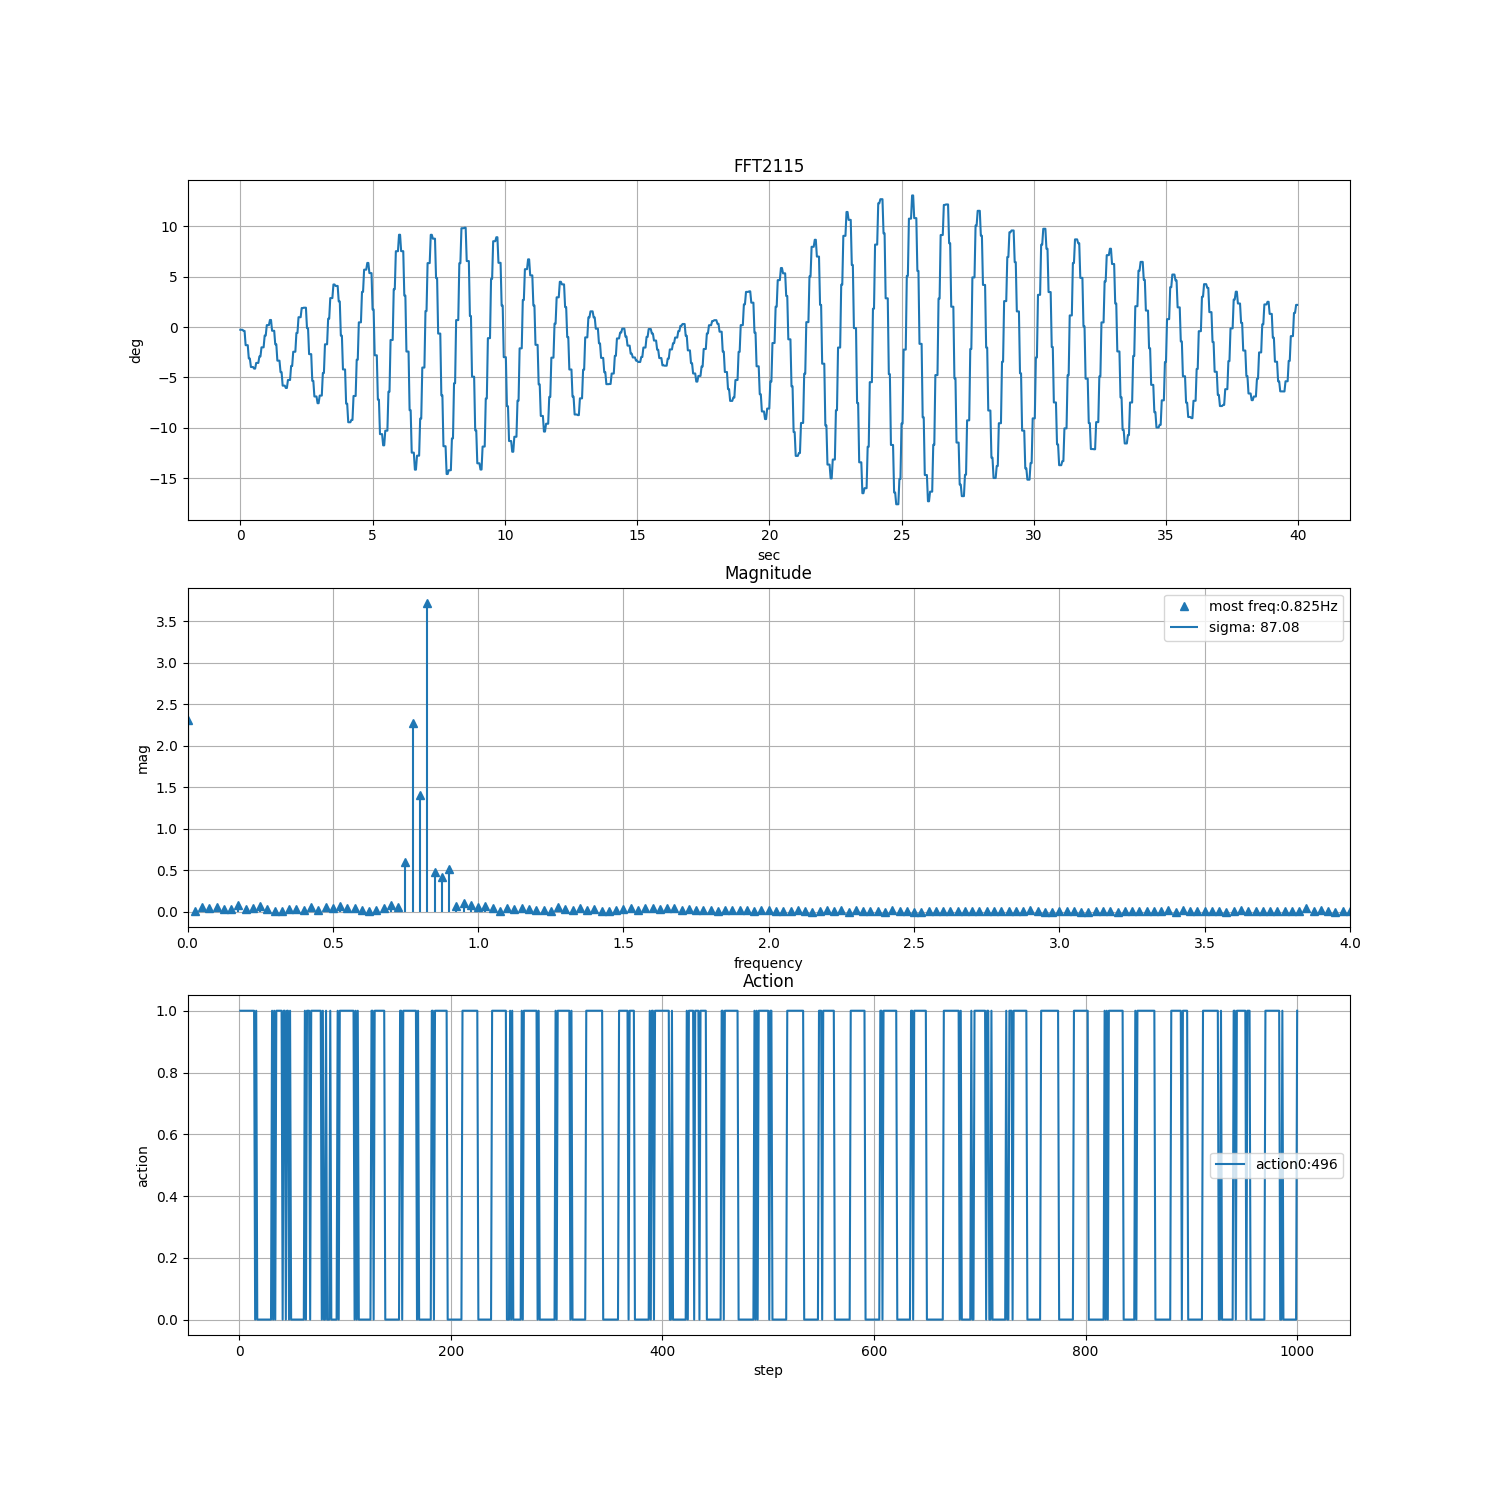 FFT2115
10
5
0
−5
−10
−15
deg
0 5 10 15 20 25 30 35 40
sec
Magnitude
3.5
3.0
2.5
2.0
1.5
1.0
0.5
0.0
mag
most freq:0.825Hz
sigma: 87.08
0.0 0.5 1.0 1.5 2.0 2.5 3.0 3.5 4.0
frequency
Action
1.0
0.8
0.6
0.4
0.2
0.0
action
action0:496
0 200 400 600 800 1000
step